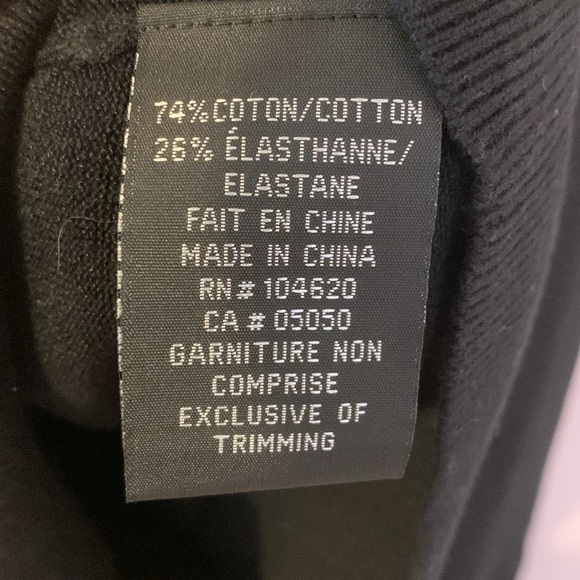 74% COTON/COTTON
26% ÉLASTHANNE/
ELASTANE
FAIT EN CHINE
MADE IN CHINA
RN# 104620
CA # 05050
GARNITURE NON
COMPRISE
EXCLUSIVE OF
TRIMMING